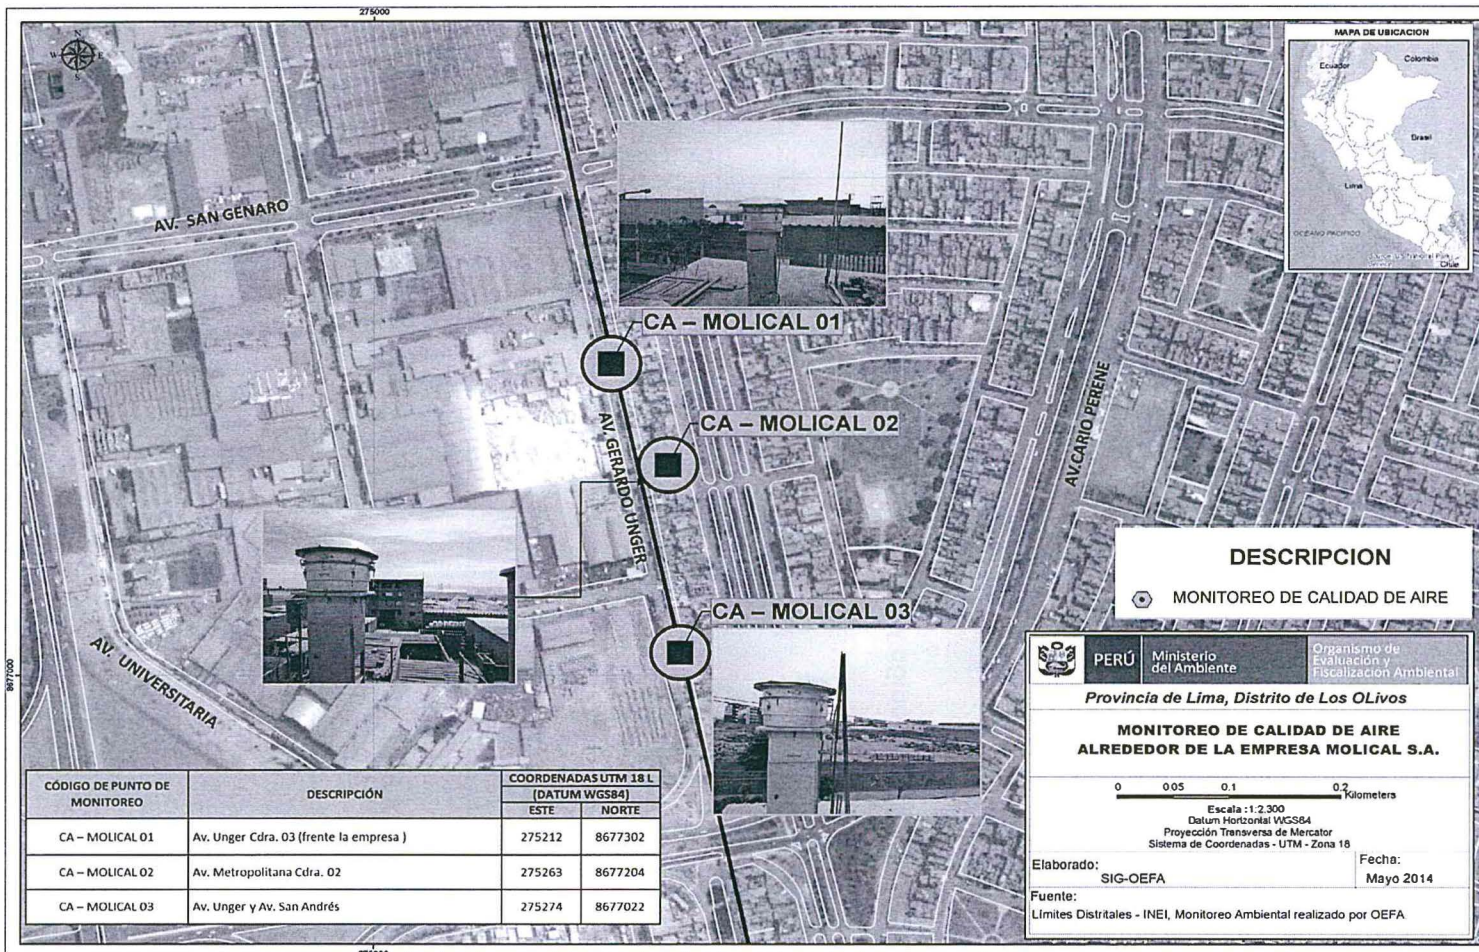 275000
N
W
E
S
MAPA DE UBICACION
Ecuador
Colombia
Brasil
Lima
OCEANO PACIFICO
Chile
AV. SAN GENARO
CA – MOLICAL 01
CA – MOLICAL 02
AV. GERARDO UNGER
AV.CARIO PERENE
CA – MOLICAL 03
AV. UNIVERSITARIA
8677000
DESCRIPCION
MONITOREO DE CALIDAD DE AIRE
PERÚ
Ministerio
del Ambiente
Organismo de
Evaluación y
Fiscalización Ambiental
Provincia de Lima, Distrito de Los OLivos
MONITOREO DE CALIDAD DE AIRE
ALREDEDOR DE LA EMPRESA MOLICAL S.A.
0 0.05 0.1 0.2
Kilometers
Escala :1:2.300
Datum Horizontal WGS84
Proyección Transversa de Mercator
Sistema de Coordenadas - UTM - Zona 18
Elaborado:
SIG-OEFA
Fecha:
Mayo 2014
Fuente:
Límites Distritales - INEI, Monitoreo Ambiental realizado por OEFA
CÓDIGO DE PUNTO DE MONITOREO DESCRIPCIÓN COORDENADAS UTM 18 L
(DATUM WGS84)
ESTE NORTE
CA – MOLICAL 01 Av. Unger Cdra. 03 (frente la empresa ) 275212 8677302
CA – MOLICAL 02 Av. Metropolitana Cdra. 02 275263 8677204
CA – MOLICAL 03 Av. Unger y Av. San Andrés 275274 8677022